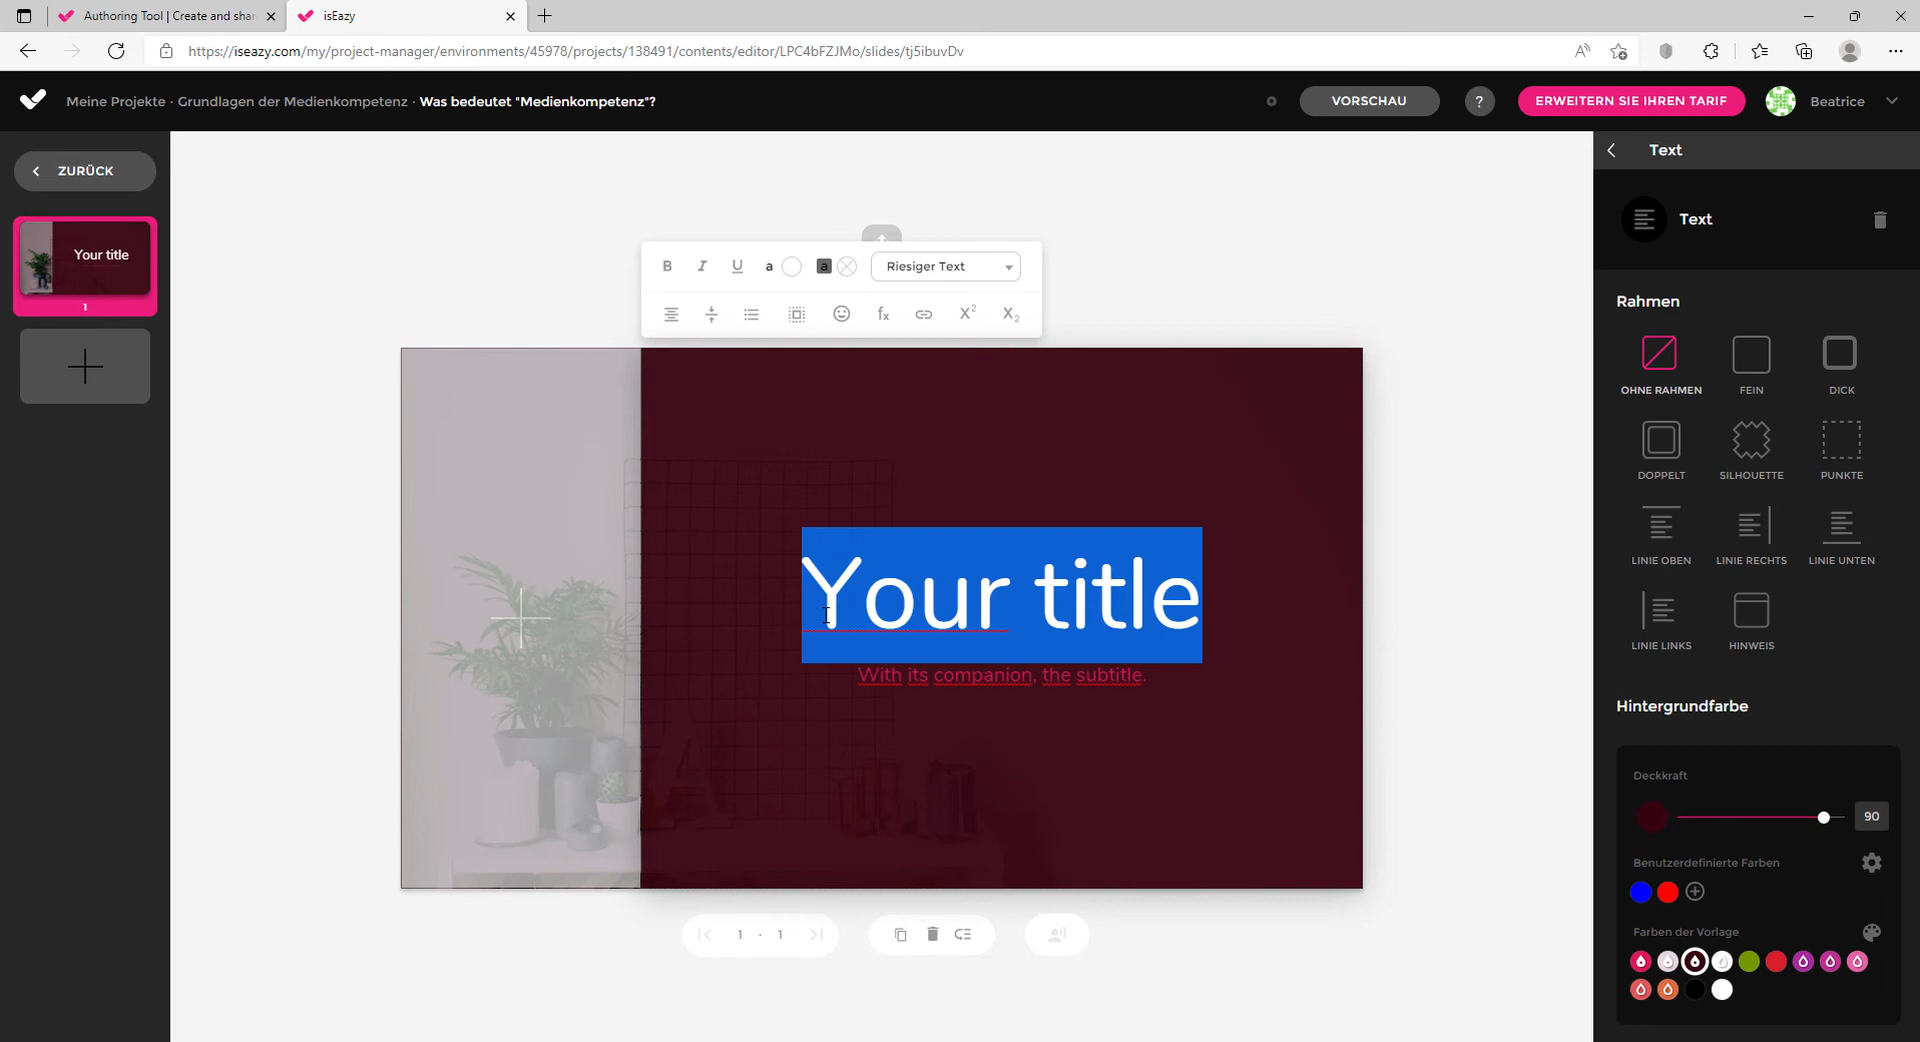 Authoring Tool | Create and shar
isEazy
https://iseazy.com/my/project-manager/environments/45978/projects/138491/contents/editor/LPC4bFZJMo/slides/tj5ibuvDv
Meine Projekte · Grundlagen der Medienkompetenz · Was bedeutet "Medienkompetenz"?
VORSCHAU
?
ERWEITERN SIE IHREN TARIF
Beatrice
ZURÜCK
Your title
1
B I U a a Riesiger Text
fx X² X₂
Your title
With its companion, the subtitle.
1 · 1
Text
Text
Rahmen
OHNE RAHMEN FEIN DICK
DOPPELT SILHOUETTE PUNKTE
LINIE OBEN LINIE RECHTS LINIE UNTEN
LINIE LINKS HINWEIS
Hintergrundfarbe
Deckkraft
90
Benutzerdefinierte Farben
Farben der Vorlage